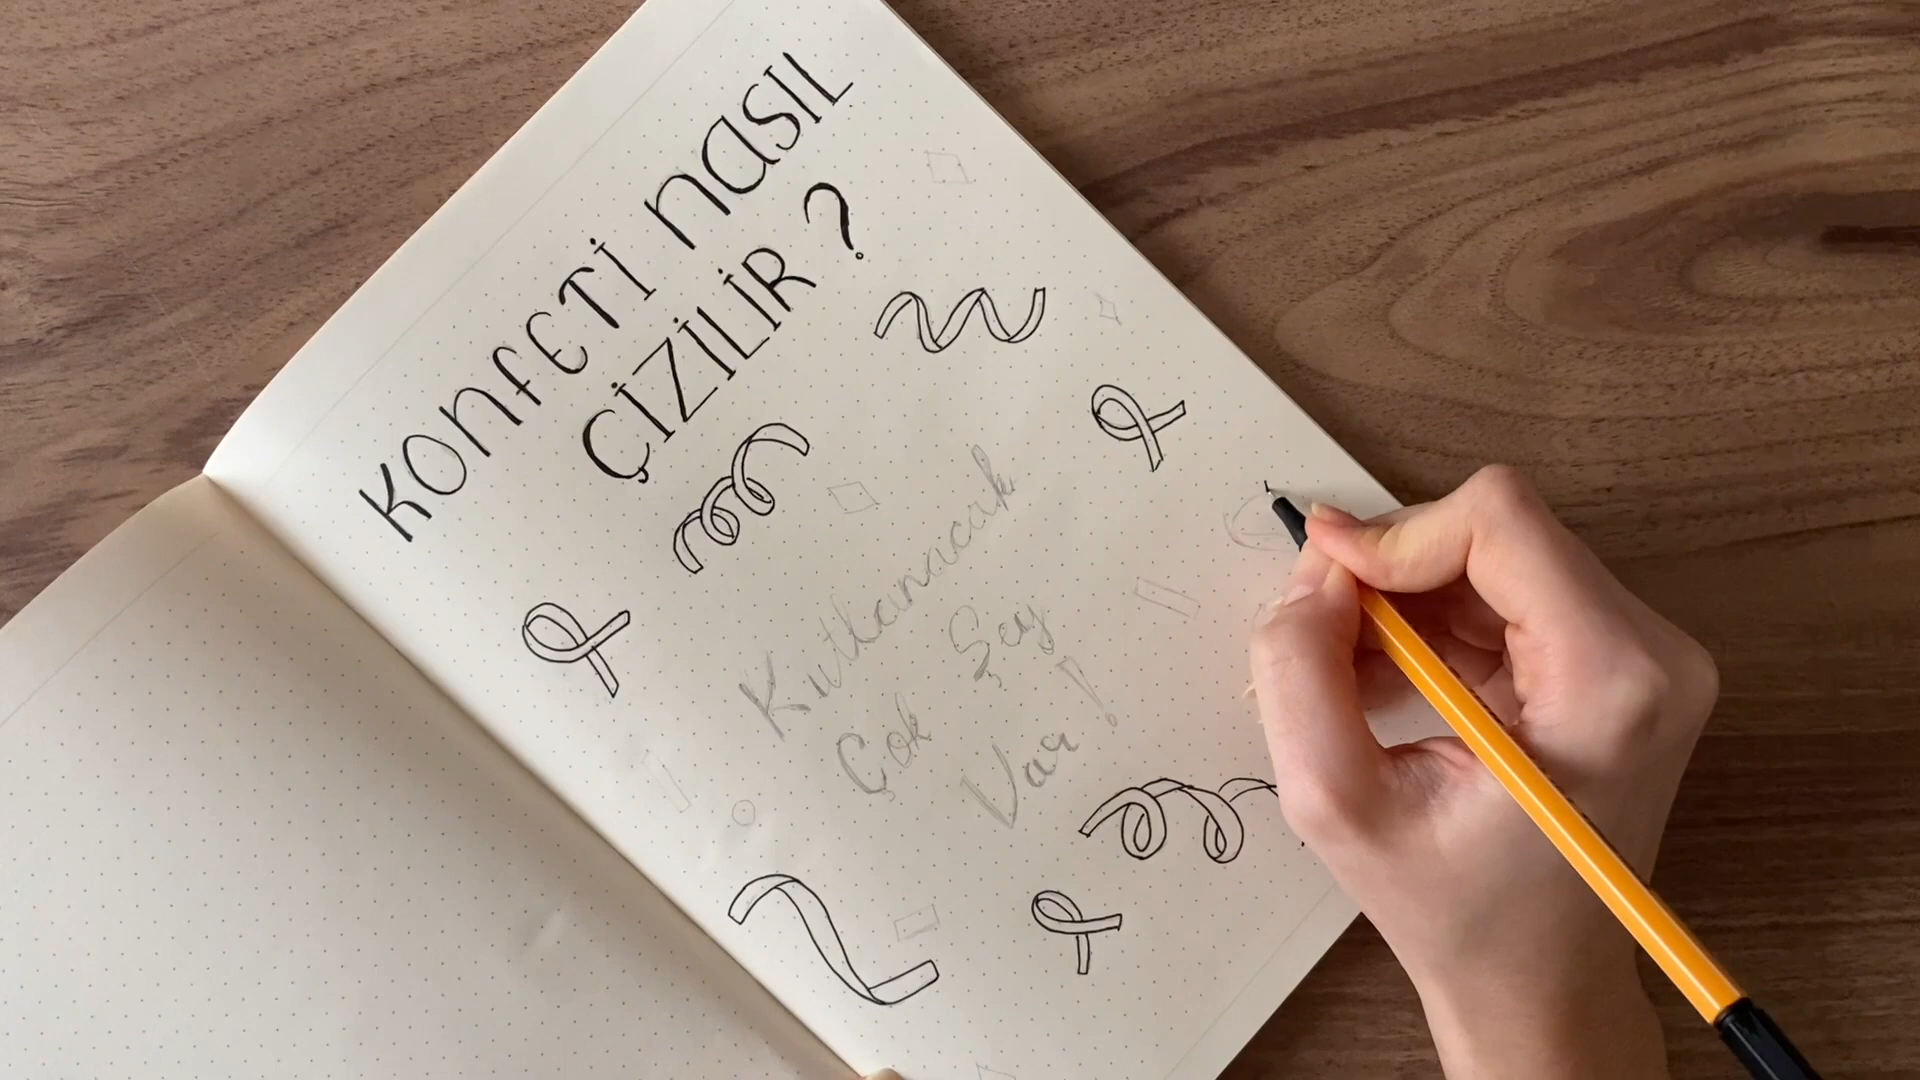 KONFETİ NASIL
ÇİZİLİR ?
Kutlanacak
Çok Şey
Var !